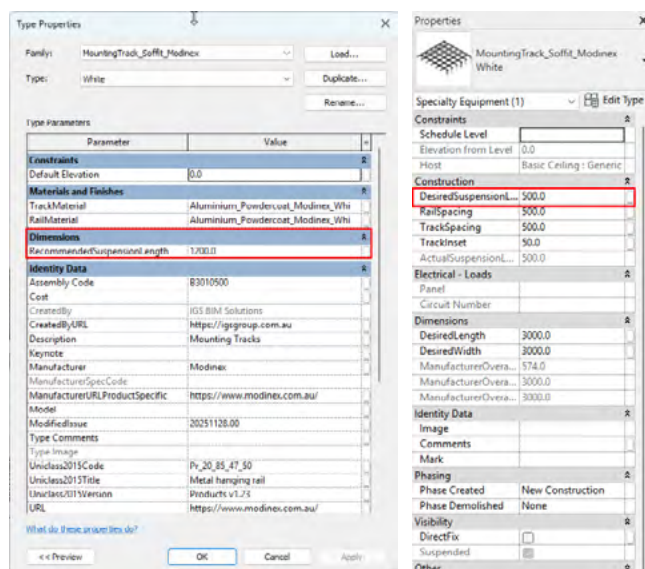 Type Properties
Family: MountingTrack_Soffit_Modinex Load...
Type: White Duplicate...
Rename...
Type Parameters
Parameter Value
Constraints
Default Elevation 0.0
Materials and Finishes
TrackMaterial Aluminium_Powdercoat_Modinex_Whi
RailMaterial Aluminium_Powdercoat_Modinex_Whi
Dimensions
RecommendedSuspensionLength 1200.0
Identity Data
Assembly Code B3010500
Cost
CreatedBy IGS BIM Solutions
CreatedByURL https://igsgroup.com.au
Description Mounting Tracks
Keynote
Manufacturer Modinex
ManufacturerSpecCode
ManufacturerURLProductSpecific https://www.modinex.com.au/
Model
ModifiedIssue 20251128.00
Type Comments
Type Image
Uniclass2015Code Pr_20_85_47_50
Uniclass2015Title Metal hanging rail
Uniclass2015Version Products v1.23
URL https://www.modinex.com.au/
What do these properties do?
<< Preview OK Cancel Apply
Properties
MountingTrack_Soffit_Modinex
White
Specialty Equipment (1) Edit Type
Constraints
Schedule Level
Elevation from Level 0.0
Host Basic Ceiling : Generic
Construction
DesiredSuspensionL... 500.0
RailSpacing 500.0
TrackSpacing 500.0
TrackInset 50.0
ActualSuspensionL... 500.0
Electrical - Loads
Panel
Circuit Number
Dimensions
DesiredLength 3000.0
DesiredWidth 3000.0
ManufacturerOvera... 574.0
ManufacturerOvera... 3000.0
ManufacturerOvera... 3000.0
Identity Data
Image
Comments
Mark
Phasing
Phase Created New Construction
Phase Demolished None
Visibility
DirectFix
Suspended
Other